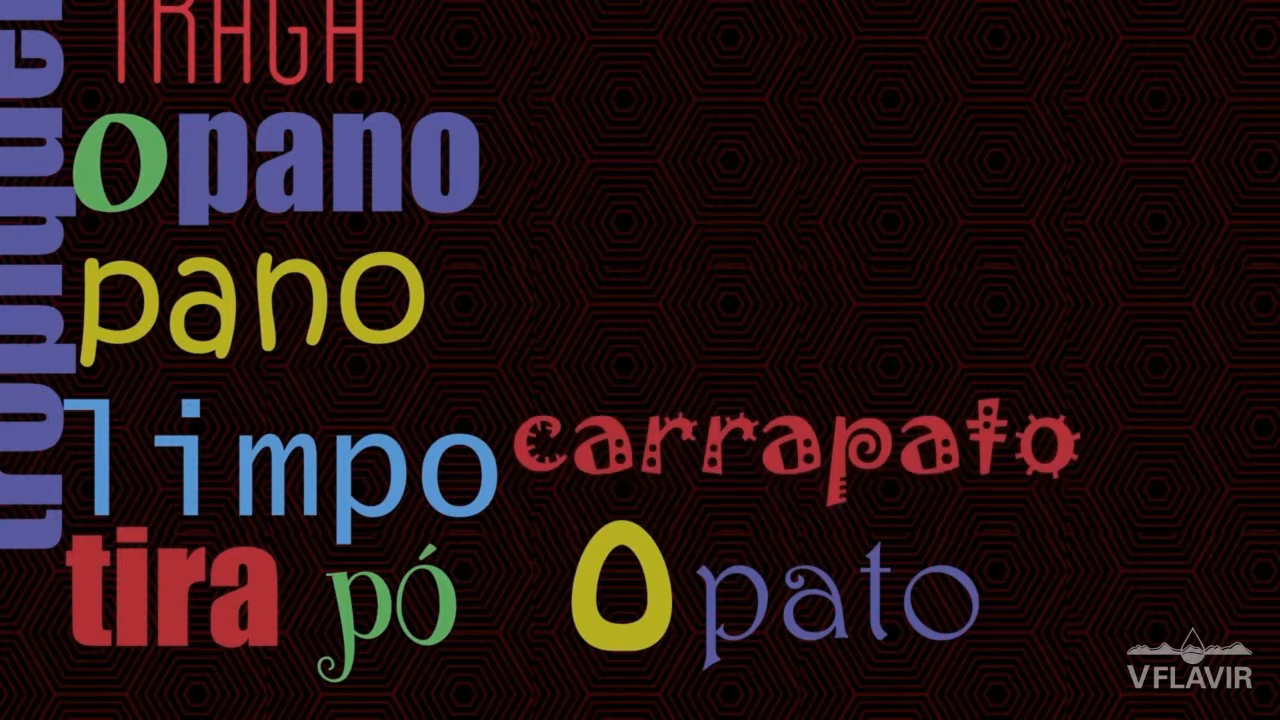 TRAGA
o pano
pano
limpo carrapato
tira pó O pato
VFLAVIR